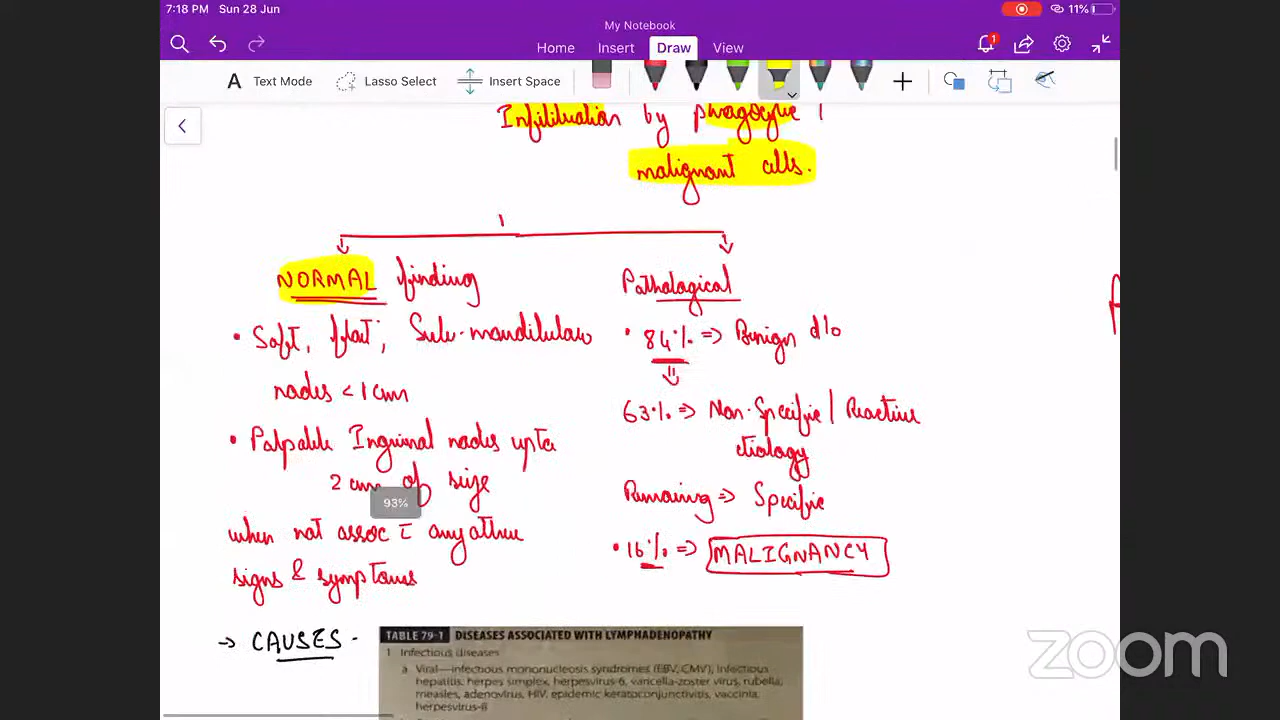 7:18 PM Sun 28 Jun
11%
My Notebook
Home Insert Draw View
1
A Text Mode Lasso Select Insert Space
Infiltration by phagocytic /
malignant cells.
NORMAL finding
• Soft, flat, Sub-mandibular
nodes < 1 cm
• Palpable Inguinal nodes upto
2 cm of size
93%
when not assoc c̄ any other
signs & symptoms
Pathological
• 84% ⇒ Benign d/o
63% ⇒ Non-Specific / Reactive
etiology
Remaining ⇒ Specific
• 16% ⇒ MALIGNANCY
→ CAUSES -
TABLE 79-1 DISEASES ASSOCIATED WITH LYMPHADENOPATHY
1 Infectious diseases
a Viral—infectious mononucleosis syndromes (EBV, CMV), infectious
hepatitis, herpes simplex, herpesvirus-6, varicella-zoster virus, rubella,
measles, adenovirus, HIV, epidemic keratoconjunctivitis, vaccinia,
herpesvirus-8
zoom